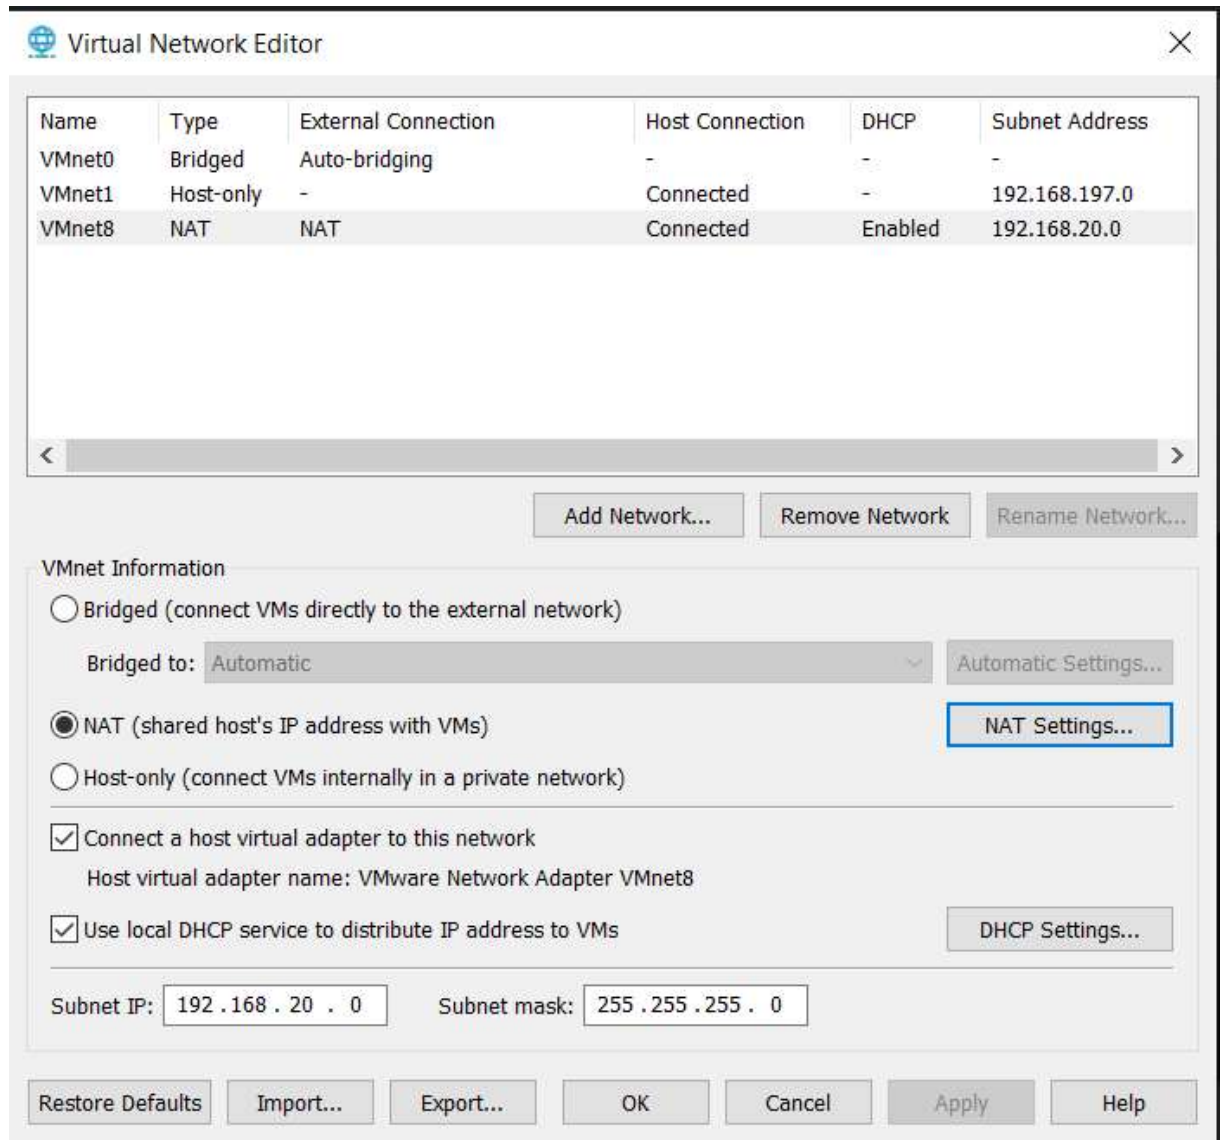 Virtual Network Editor
Name Type External Connection Host Connection DHCP Subnet Address
VMnet0 Bridged Auto-bridging - - -
VMnet1 Host-only - Connected - 192.168.197.0
VMnet8 NAT NAT Connected Enabled 192.168.20.0
Add Network... Remove Network Rename Network...
VMnet Information
Bridged (connect VMs directly to the external network)
Bridged to: Automatic Automatic Settings...
NAT (shared host's IP address with VMs) NAT Settings...
Host-only (connect VMs internally in a private network)
Connect a host virtual adapter to this network
Host virtual adapter name: VMware Network Adapter VMnet8
Use local DHCP service to distribute IP address to VMs DHCP Settings...
Subnet IP: 192 . 168 . 20 . 0 Subnet mask: 255 . 255 . 255 . 0
Restore Defaults Import... Export... OK Cancel Apply Help